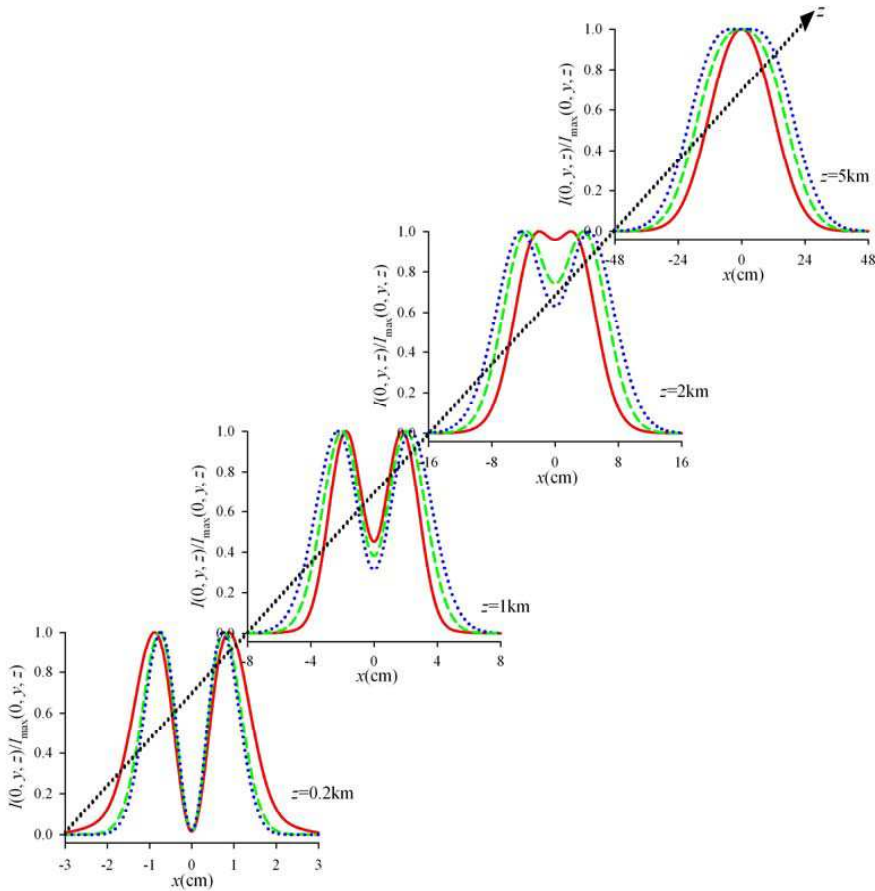 z
1.0
0.8
0.6
0.4
0.2
0.0
I(0, y, z)/I_max(0, y, z)
z=5km
-48 -24 0 24 48
x(cm)
1.0
0.8
0.6
0.4
0.2
0.0
I(0, y, z)/I_max(0, y, z)
z=2km
-16 -8 0 8 16
x(cm)
1.0
0.8
0.6
0.4
0.2
0.0
I(0, y, z)/I_max(0, y, z)
z=1km
-8 -4 0 4 8
x(cm)
1.0
0.8
0.6
0.4
0.2
0.0
I(0, y, z)/I_max(0, y, z)
z=0.2km
-3 -2 -1 0 1 2 3
x(cm)